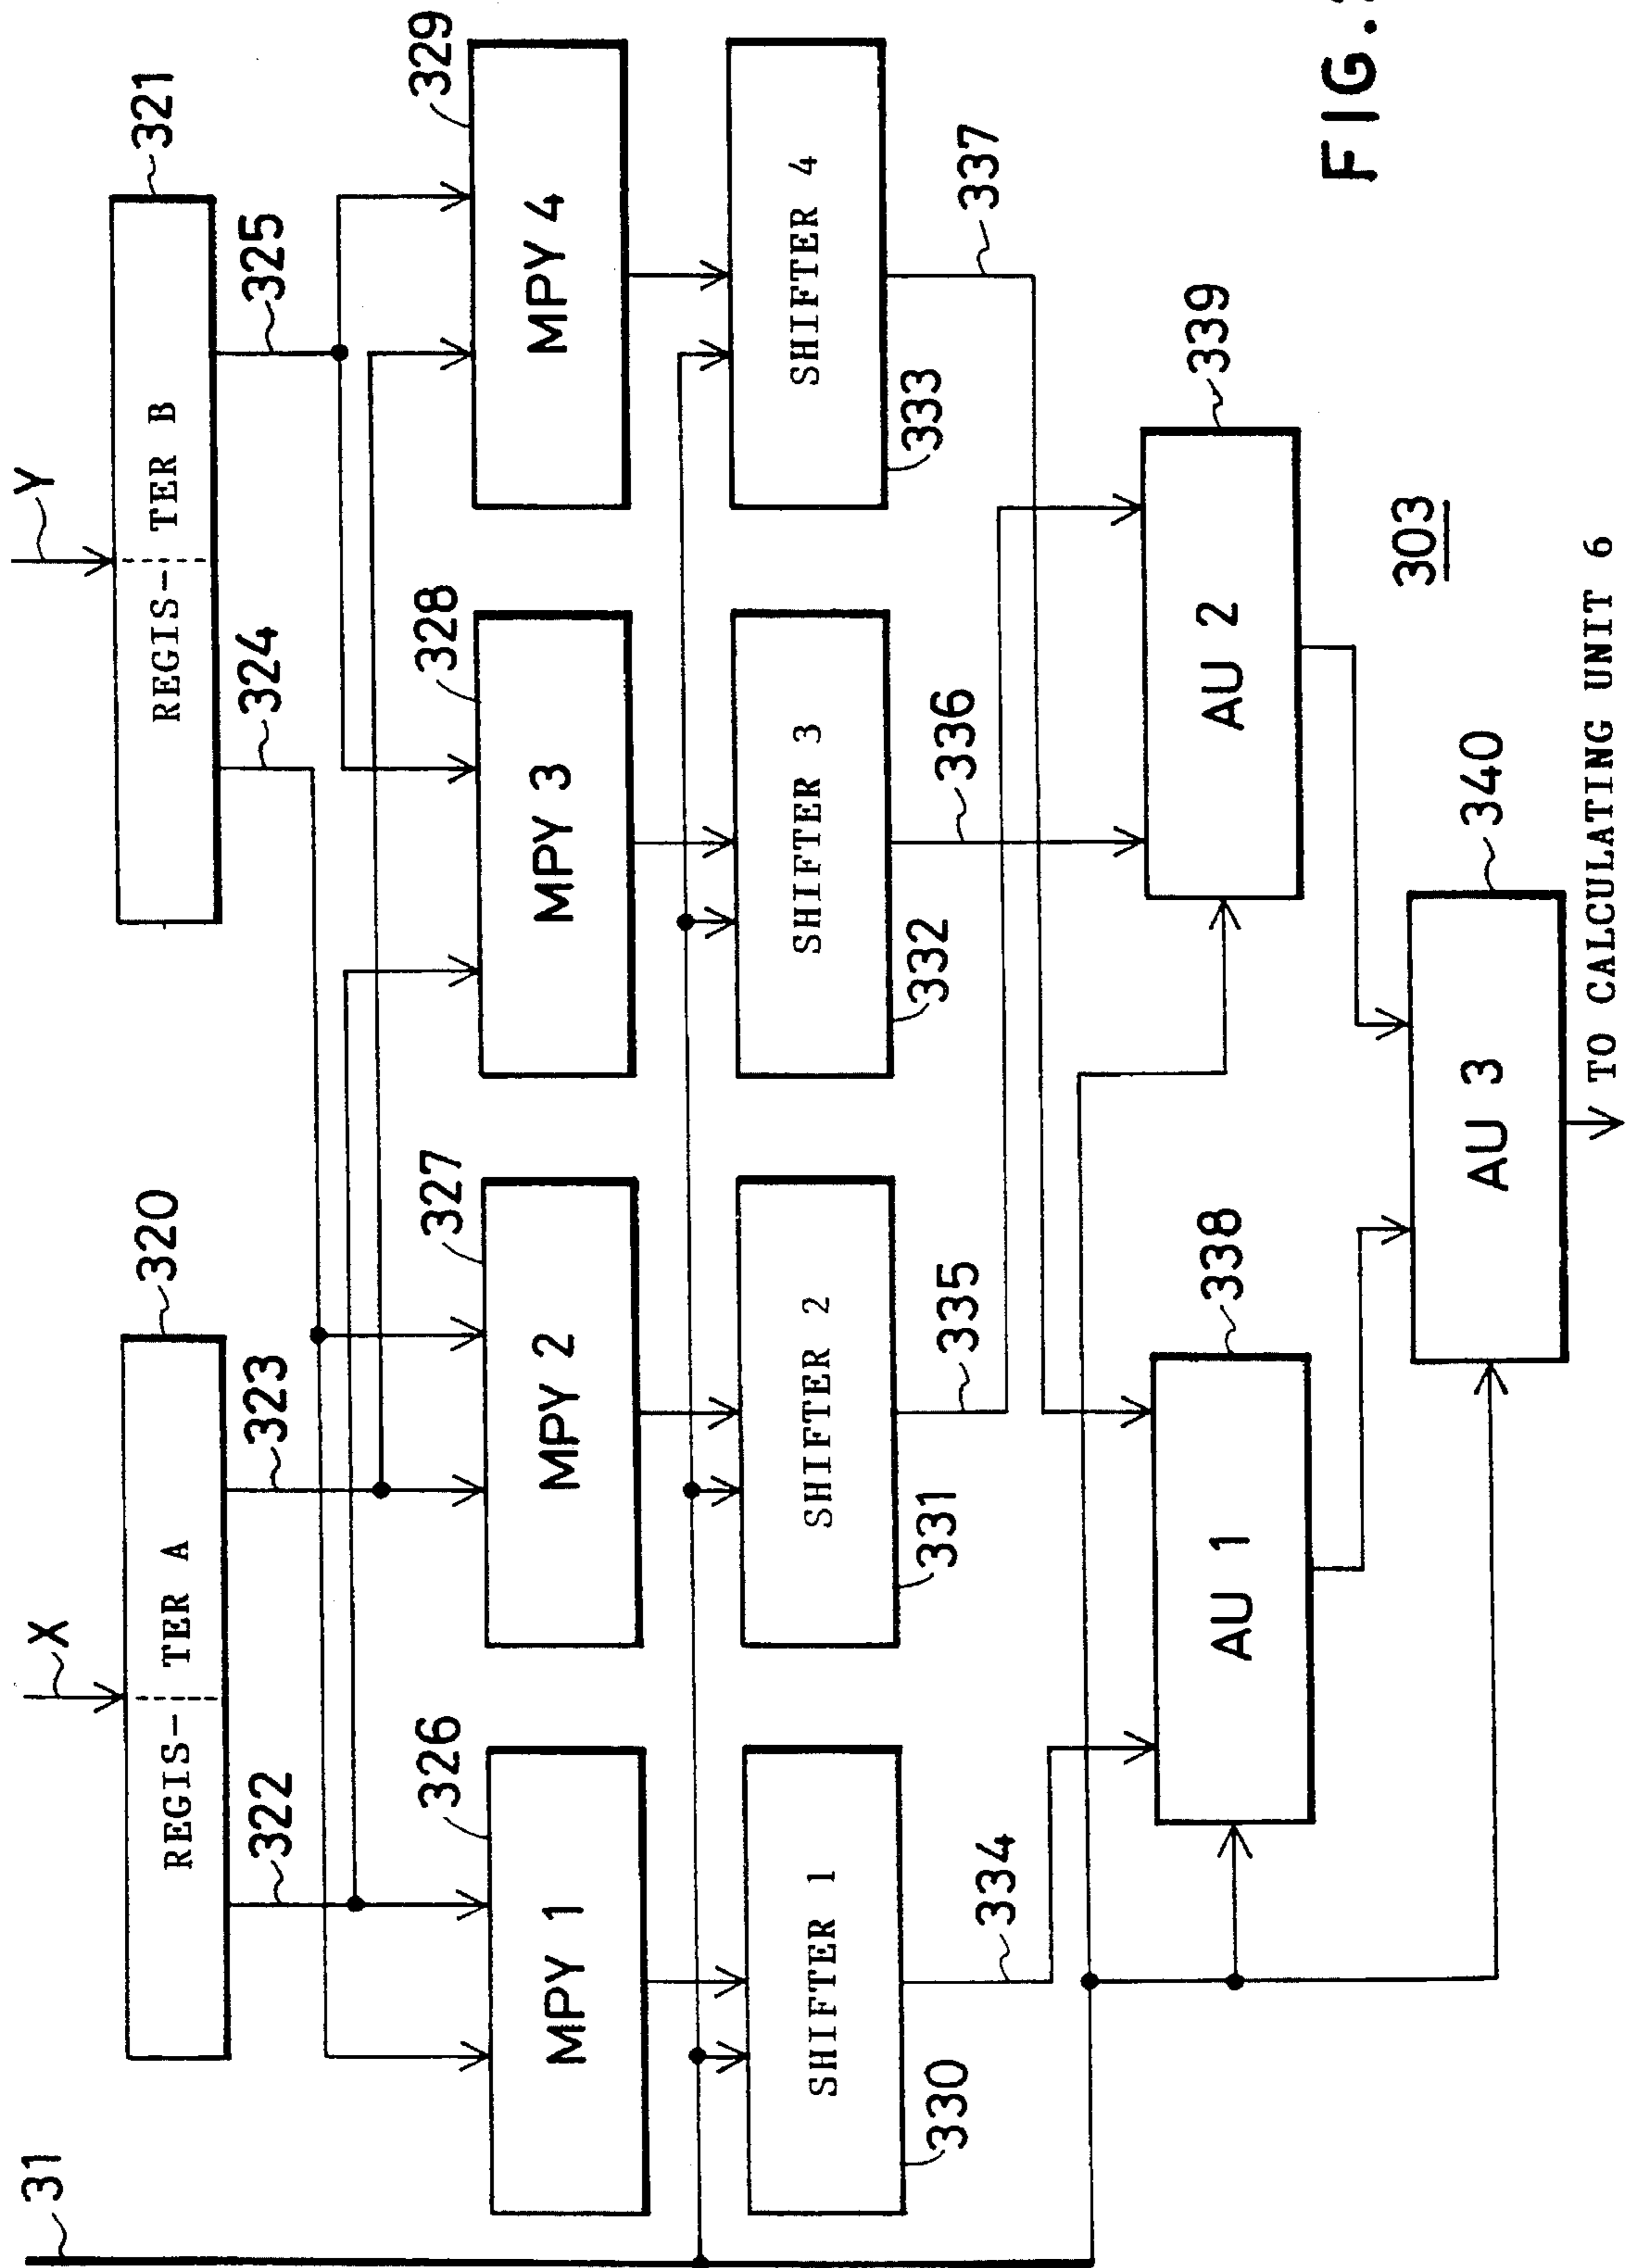 31
X
Y
REGIS- TER A
320
REGIS- TER B
321
322
323
324
325
MPY 1
326
MPY 2
327
MPY 3
328
MPY 4
329
SHIFTER 1
330
SHIFTER 2
331
SHIFTER 3
332
SHIFTER 4
333
334
335
336
337
AU 1
338
AU 2
339
AU 3
340
303
TO CALCULATING UNIT 6
FIG.